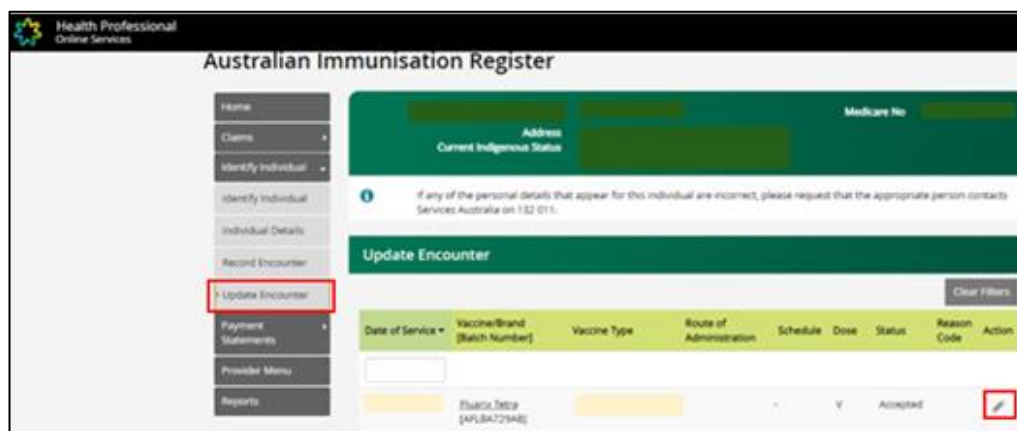 Health Professional
Online Services
Australian Immunisation Register
Home
Claims
Identify Individual
Identify Individual
Individual Details
Record Encounter
Update Encounter
Payment
Statements
Provider Menu
Reports
Medicare No
Address
Current Indigenous Status
If any of the personal details that appear for this individual are incorrect, please request that the appropriate person contacts
Services Australia on 132 011.
Update Encounter
Clear Filters
Date of Service Vaccine/Brand [Batch Number] Vaccine Type Route of Administration Schedule Dose Status Reason Code Action
Fluarix Tetra - V Accepted
[AFLBA729AB]